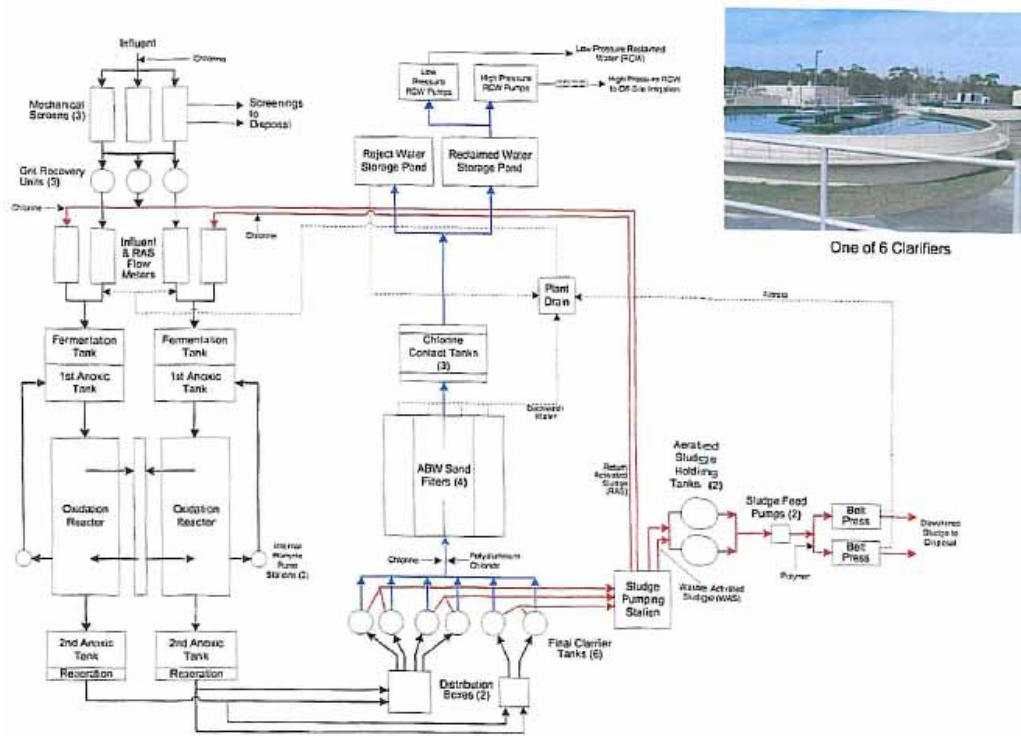 Influent
Chlorine
Mechanical
Screens (3)
Screenings
to
Disposal
Grit Recovery
Units (3)
Chlorine
Chlorine
Influent
& RAS
Flow
Meters
Fermentation
Tank
1st Anoxic
Tank
Fermentation
Tank
1st Anoxic
Tank
Oxidation
Reactor
Oxidation
Reactor
Internal
Recycle
Pump
Stations (2)
2nd Anoxic
Tank
Reaeration
2nd Anoxic
Tank
Reaeration
Low
Pressure
RCW Pumps
High Pressure
RCW Pumps
Low Pressure Reclaimed
Water (RCW)
High Pressure RCW
to Off-Site Irrigation
Reject Water
Storage Pond
Reclaimed Water
Storage Pond
Plant
Drain
Filtrate
Chlorine
Contact Tanks
(3)
Backwash
Water
ABW Sand
Filters (4)
Chlorine
Polyaluminum
Chloride
Return
Activated
Sludge
(RAS)
Final Clarifier
Tanks (6)
Distribution
Boxes (2)
Sludge
Pumping
Station
Waste Activated
Sludge (WAS)
Aerated
Sludge
Holding
Tanks (2)
Sludge Feed
Pumps (2)
Polymer
Belt
Press
Belt
Press
Dewatered
Sludge to
Disposal
One of 6 Clarifiers